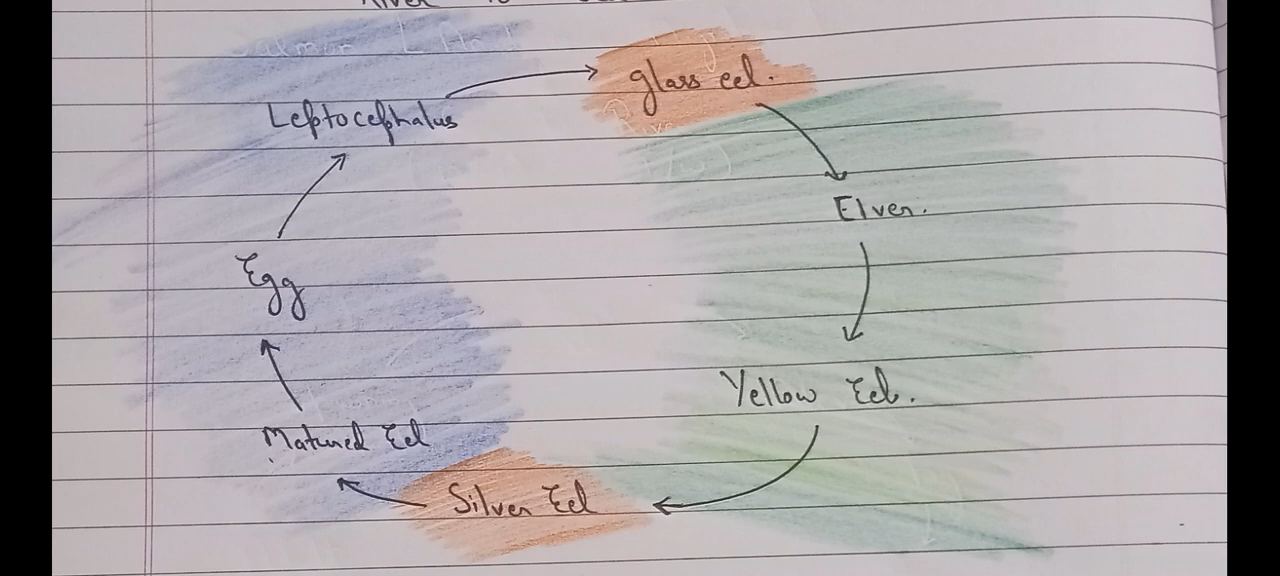 Leptocephalus
glass eel.
Elver.
Egg
Yellow Eel.
Matured Eel
Silver Eel